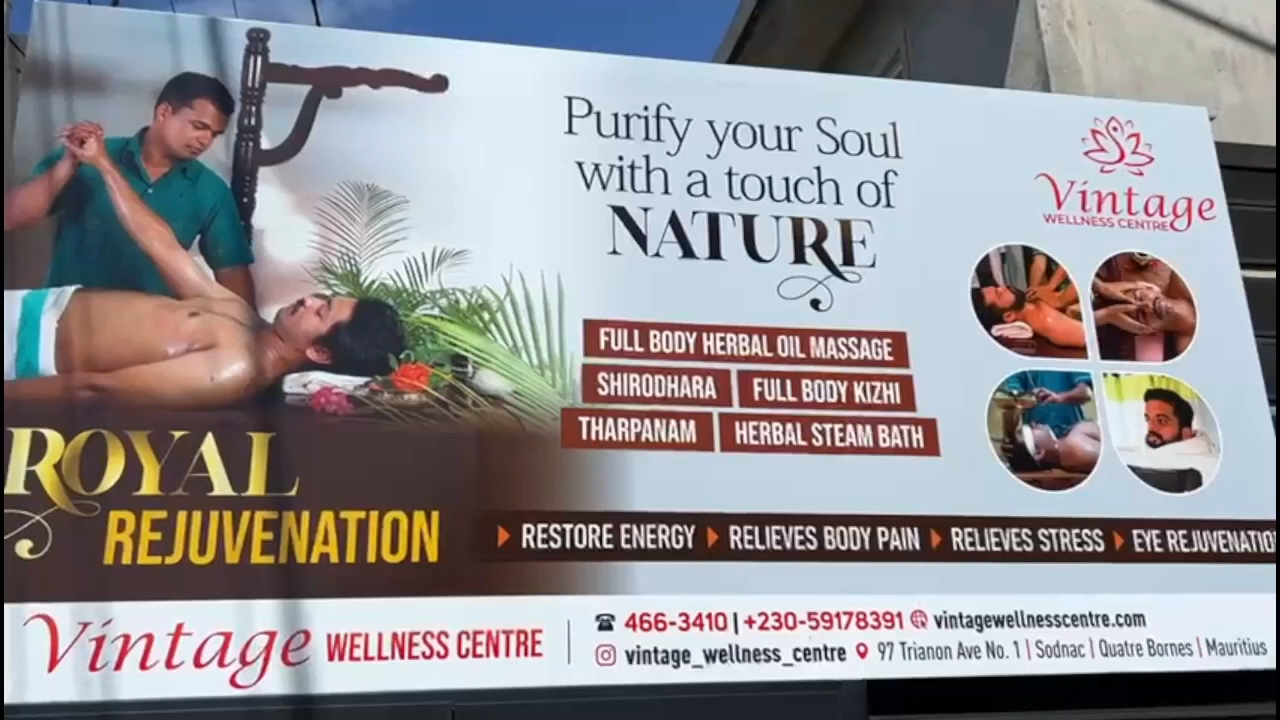 Purify your Soul
with a touch of
NATURE
Vintage
WELLNESS CENTRE
FULL BODY HERBAL OIL MASSAGE
SHIRODHARA FULL BODY KIZHI
THARPANAM HERBAL STEAM BATH
ROYAL
REJUVENATION
RESTORE ENERGY RELIEVES BODY PAIN RELIEVES STRESS EYE REJUVENATIO
Vintage WELLNESS CENTRE
466-3410 | +230-59178391 vintagewellnesscentre.com
vintage_wellness_centre 97 Trianon Ave No. 1 | Sodnac | Quatre Bornes | Mauritius